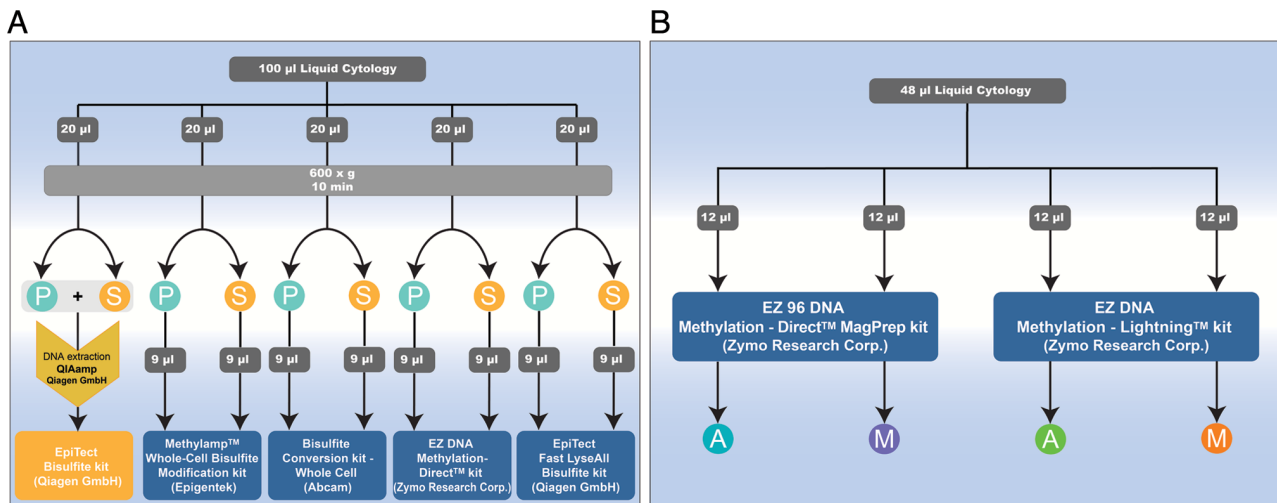 A
100 µl Liquid Cytology
20 µl
20 µl
20 µl
20 µl
20 µl
600 x g
10 min
P
+
S
P
S
P
S
P
S
P
S
DNA extraction
QIAamp
Qiagen GmbH
9 µl
9 µl
9 µl
9 µl
9 µl
9 µl
9 µl
9 µl
EpiTect
Bisulfite kit
(Qiagen GmbH)
Methylamp™
Whole-Cell Bisulfite
Modification kit
(Epigentek)
Bisulfite
Conversion kit -
Whole Cell
(Abcam)
EZ DNA
Methylation-
Direct™ kit
(Zymo Research Corp.)
EpiTect
Fast LyseAll
Bisulfite kit
(Qiagen GmbH)
B
48 µl Liquid Cytology
12 µl
12 µl
12 µl
12 µl
EZ 96 DNA
Methylation - Direct™ MagPrep kit
(Zymo Research Corp.)
EZ DNA
Methylation - Lightning™ kit
(Zymo Research Corp.)
A
M
A
M